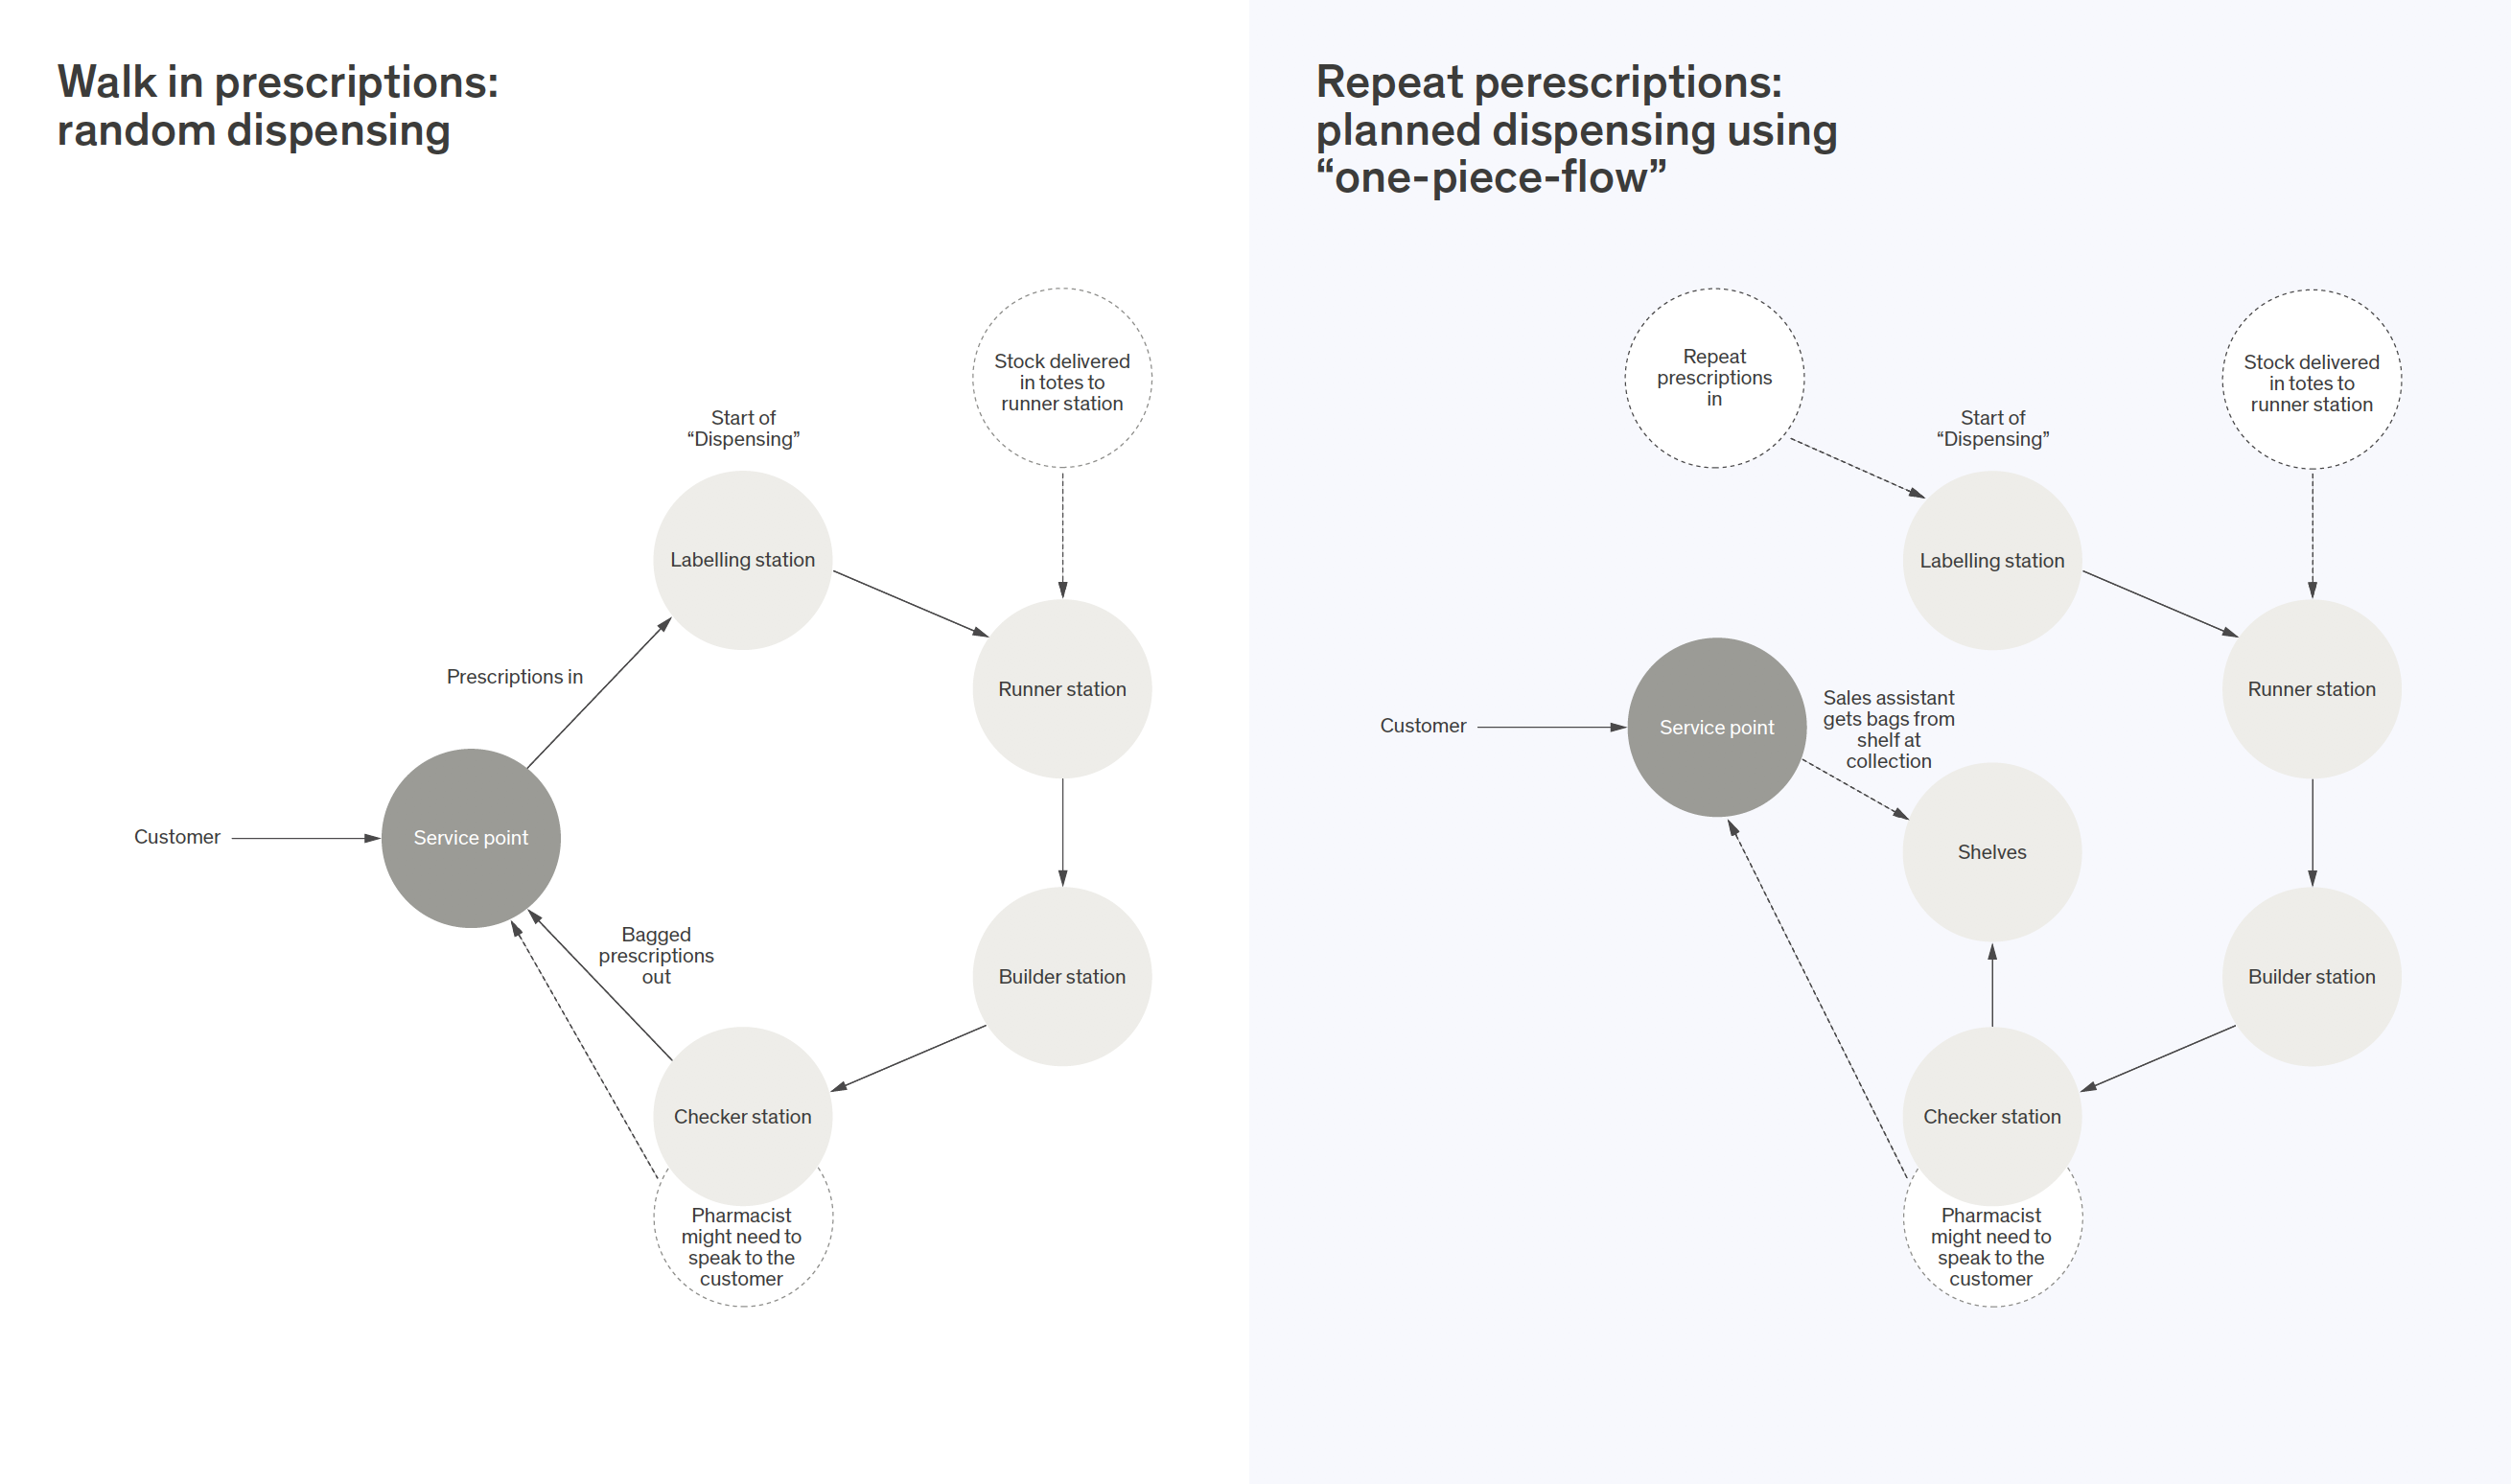 Walk in prescriptions:
random dispensing
Stock delivered
in totes to
runner station
Start of
“Dispensing”
Labelling station
Runner station
Prescriptions in
Customer
Service point
Bagged
prescriptions
out
Builder station
Checker station
Pharmacist
might need to
speak to the
customer
Repeat perescriptions:
planned dispensing using
“one-piece-flow”
Repeat
prescriptions
in
Stock delivered
in totes to
runner station
Start of
“Dispensing”
Labelling station
Runner station
Customer
Service point
Sales assistant
gets bags from
shelf at
collection
Shelves
Builder station
Checker station
Pharmacist
might need to
speak to the
customer